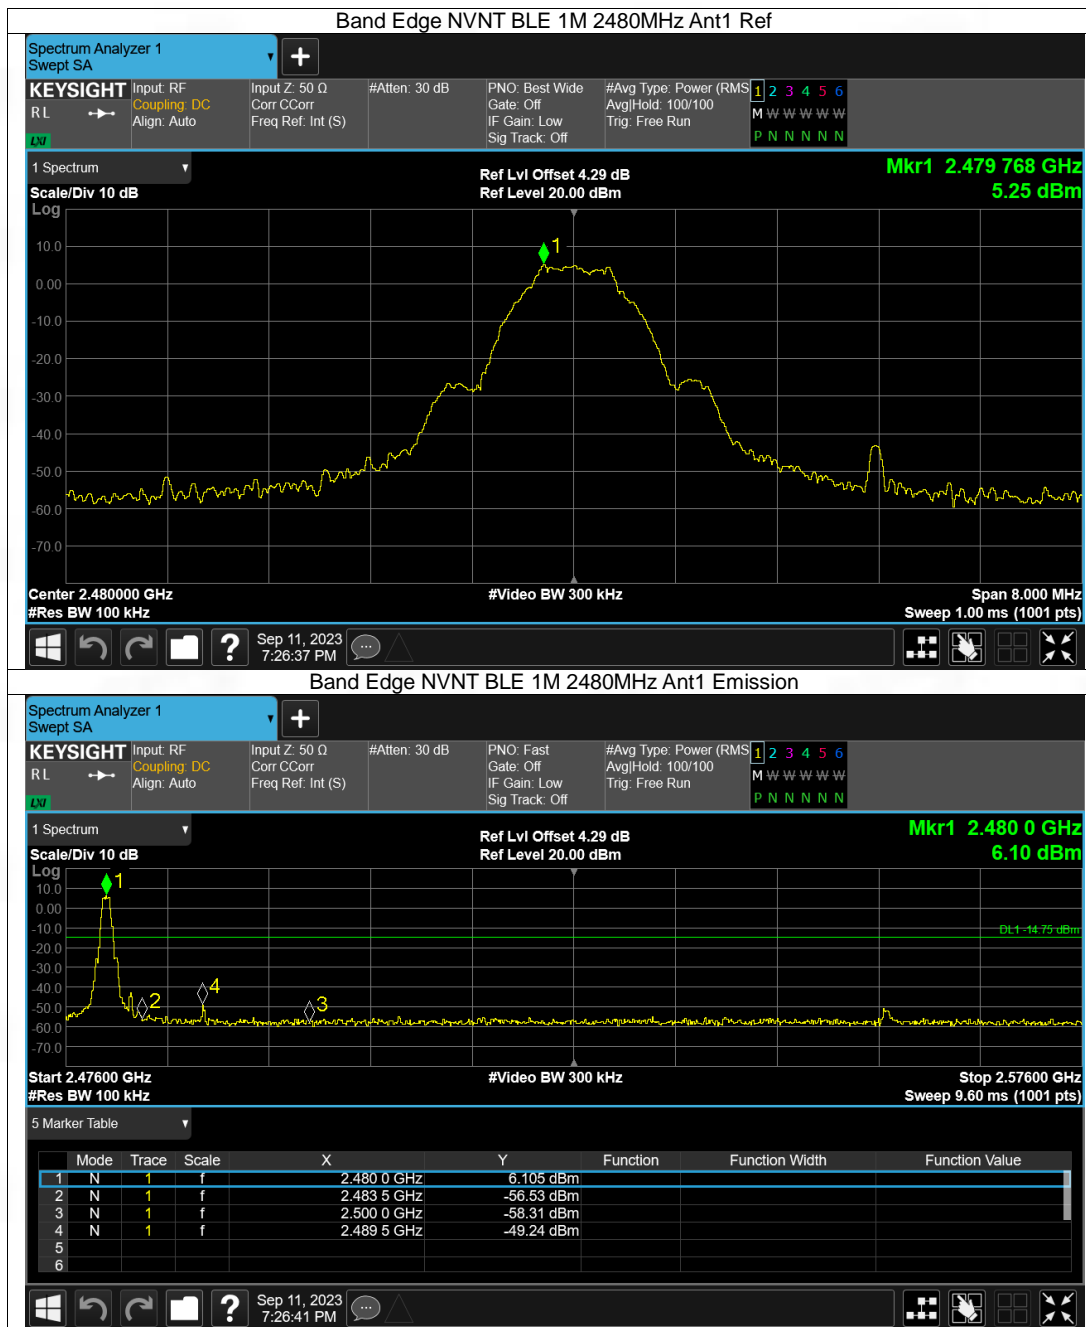 Band Edge NVNT BLE 1M 2480MHz Ant1 Ref
Spectrum Analyzer 1
Swept SA
KEYSIGHT
R L
LXI
Input: RF
Coupling: DC
Align: Auto
Input Z: 50 Ω
Corr CCorr
Freq Ref: Int (S)
#Atten: 30 dB
PNO: Best Wide
Gate: Off
IF Gain: Low
Sig Track: Off
#Avg Type: Power (RMS
Avg|Hold: 100/100
Trig: Free Run
1 2 3 4 5 6
M W W W W W
P N N N N N
1 Spectrum
Scale/Div 10 dB
Ref Lvl Offset 4.29 dB
Ref Level 20.00 dBm
Mkr1 2.479 768 GHz
5.25 dBm
Log
1
10.0
0.00
-10.0
-20.0
-30.0
-40.0
-50.0
-60.0
-70.0
Center 2.480000 GHz
#Video BW 300 kHz
Span 8.000 MHz
#Res BW 100 kHz
Sweep 1.00 ms (1001 pts)
Sep 11, 2023
7:26:37 PM
Band Edge NVNT BLE 1M 2480MHz Ant1 Emission
Spectrum Analyzer 1
Swept SA
KEYSIGHT
R L
LXI
Input: RF
Coupling: DC
Align: Auto
Input Z: 50 Ω
Corr CCorr
Freq Ref: Int (S)
#Atten: 30 dB
PNO: Fast
Gate: Off
IF Gain: Low
Sig Track: Off
#Avg Type: Power (RMS
Avg|Hold: 100/100
Trig: Free Run
1 2 3 4 5 6
M W W W W W
P N N N N N
1 Spectrum
Scale/Div 10 dB
Ref Lvl Offset 4.29 dB
Ref Level 20.00 dBm
Mkr1 2.480 0 GHz
6.10 dBm
Log
1
10.0
0.00
-10.0
DL1 -14.75 dBm
-20.0
-30.0
-40.0
4
2
3
-50.0
-60.0
-70.0
Start 2.47600 GHz
#Video BW 300 kHz
Stop 2.57600 GHz
#Res BW 100 kHz
Sweep 9.60 ms (1001 pts)
5 Marker Table
Mode Trace Scale X Y Function Function Width Function Value
1 N 1 f 2.480 0 GHz 6.105 dBm
2 N 1 f 2.483 5 GHz -56.53 dBm
3 N 1 f 2.500 0 GHz -58.31 dBm
4 N 1 f 2.489 5 GHz -49.24 dBm
5
6
Sep 11, 2023
7:26:41 PM